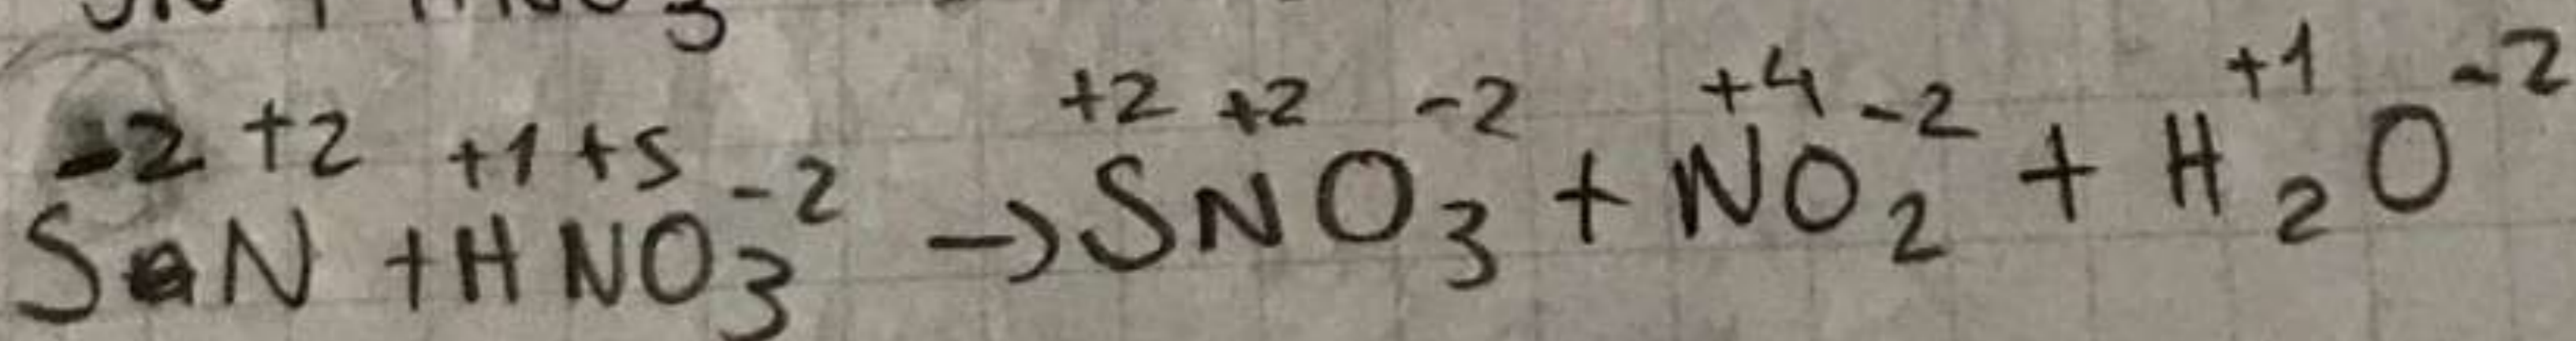 -2 +2 +1 +5 -2 +2 +2 -2 +4 -2 +1 -2
SN + HNO3 → SNO3 + NO2 + H2O